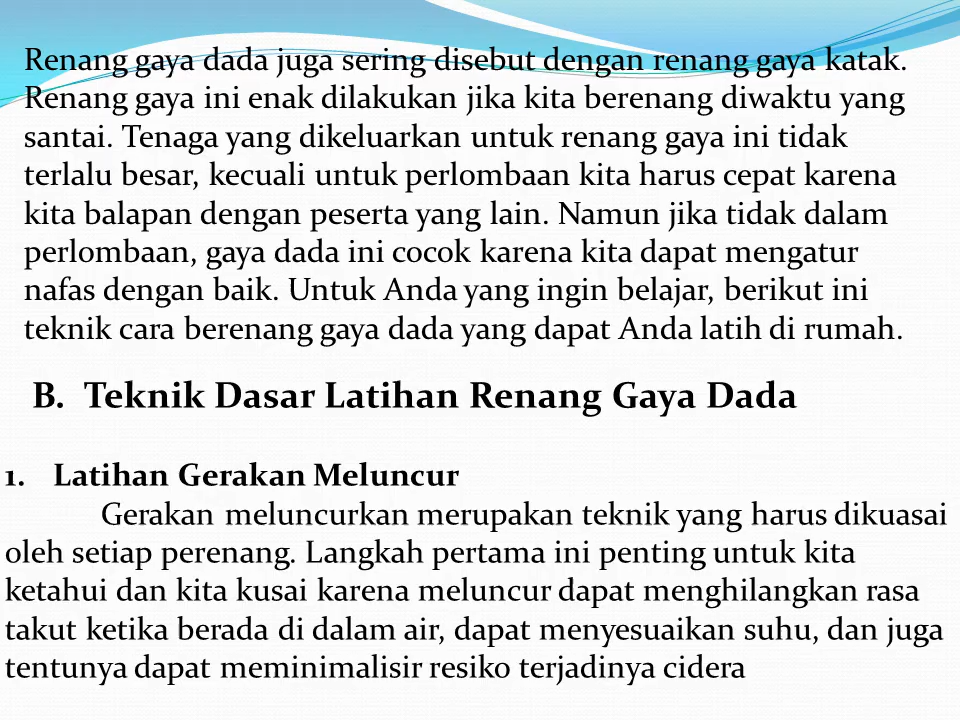 Renang gaya dada juga sering disebut dengan renang gaya katak.
Renang gaya ini enak dilakukan jika kita berenang diwaktu yang
santai. Tenaga yang dikeluarkan untuk renang gaya ini tidak
terlalu besar, kecuali untuk perlombaan kita harus cepat karena
kita balapan dengan peserta yang lain. Namun jika tidak dalam
perlombaan, gaya dada ini cocok karena kita dapat mengatur
nafas dengan baik. Untuk Anda yang ingin belajar, berikut ini
teknik cara berenang gaya dada yang dapat Anda latih di rumah.
B. Teknik Dasar Latihan Renang Gaya Dada
1. Latihan Gerakan Meluncur
Gerakan meluncurkan merupakan teknik yang harus dikuasai
oleh setiap perenang. Langkah pertama ini penting untuk kita
ketahui dan kita kusai karena meluncur dapat menghilangkan rasa
takut ketika berada di dalam air, dapat menyesuaikan suhu, dan juga
tentunya dapat meminimalisir resiko terjadinya cidera